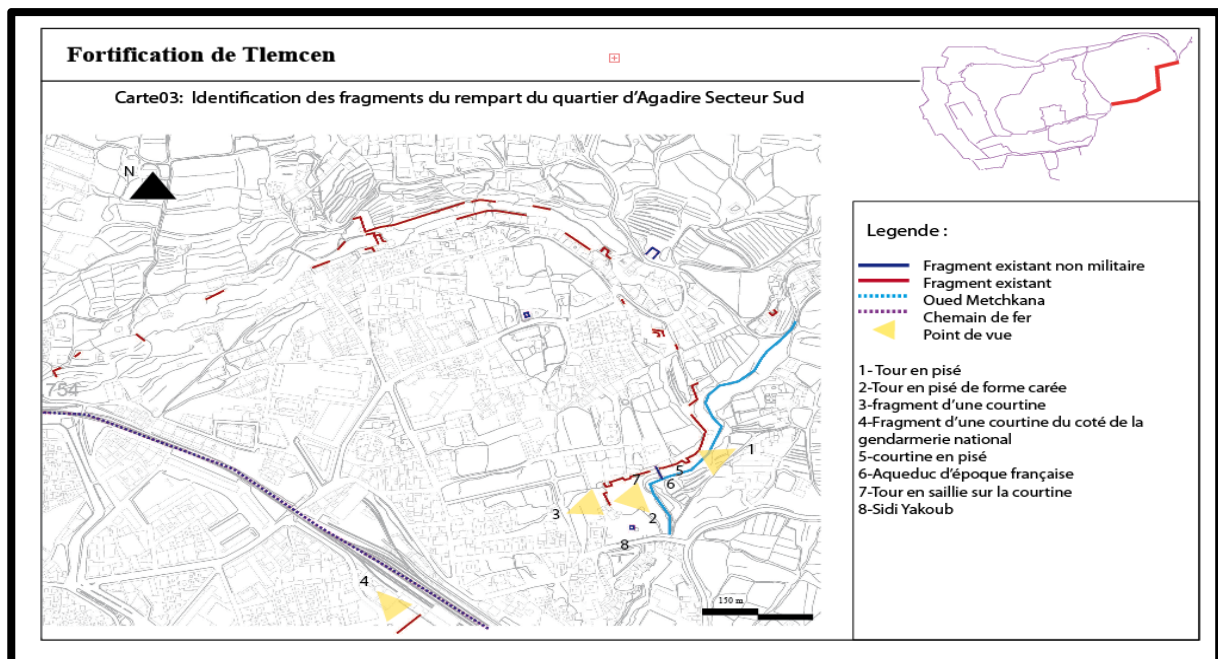 Fortification de Tlemcen
Carte03: Identification des fragments du rempart du quartier d'Agadire Secteur Sud
N
754
1
2
3
4
5
6
7
8
150 m
Legende :
Fragment existant non militaire
Fragment existant
Oued Metchkana
Chemain de fer
Point de vue
1- Tour en pisé
2-Tour en pisé de forme carée
3-fragment d'une courtine
4-Fragment d'une courtine du coté de la
gendarmerie national
5-courtine en pisé
6-Aqueduc d'époque française
7-Tour en saillie sur la courtine
8-Sidi Yakoub